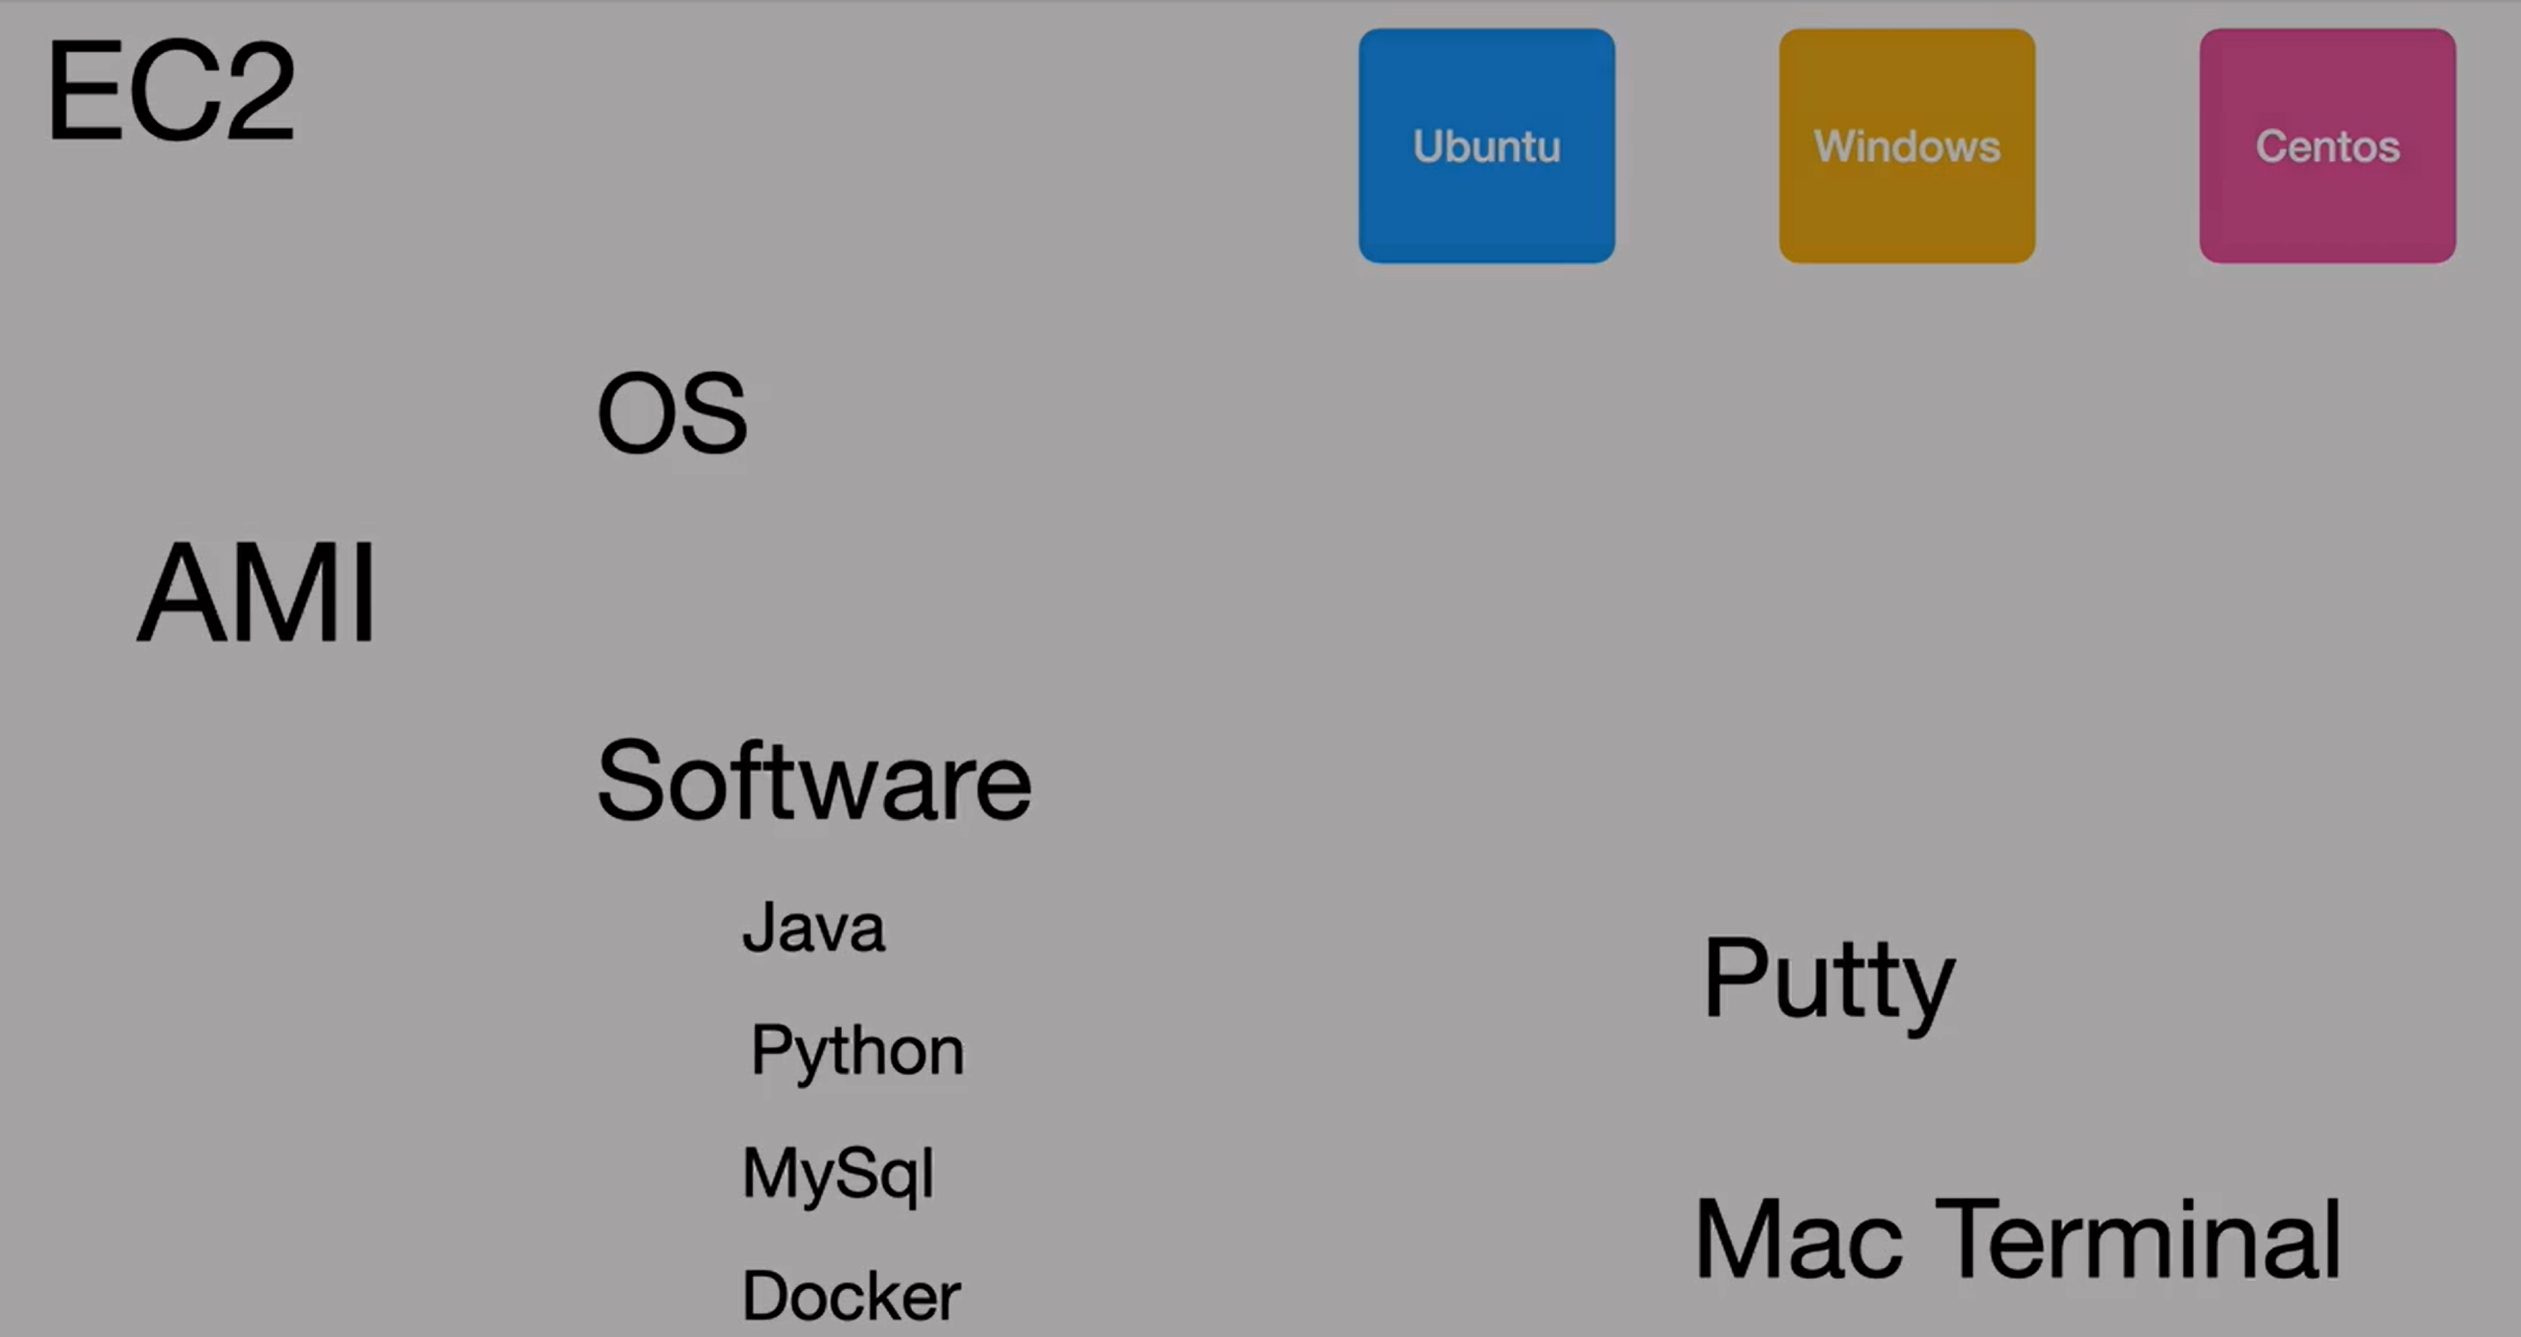 EC2
Ubuntu
Windows
Centos
OS
AMI
Software
Java
Python
MySql
Docker
Putty
Mac Terminal